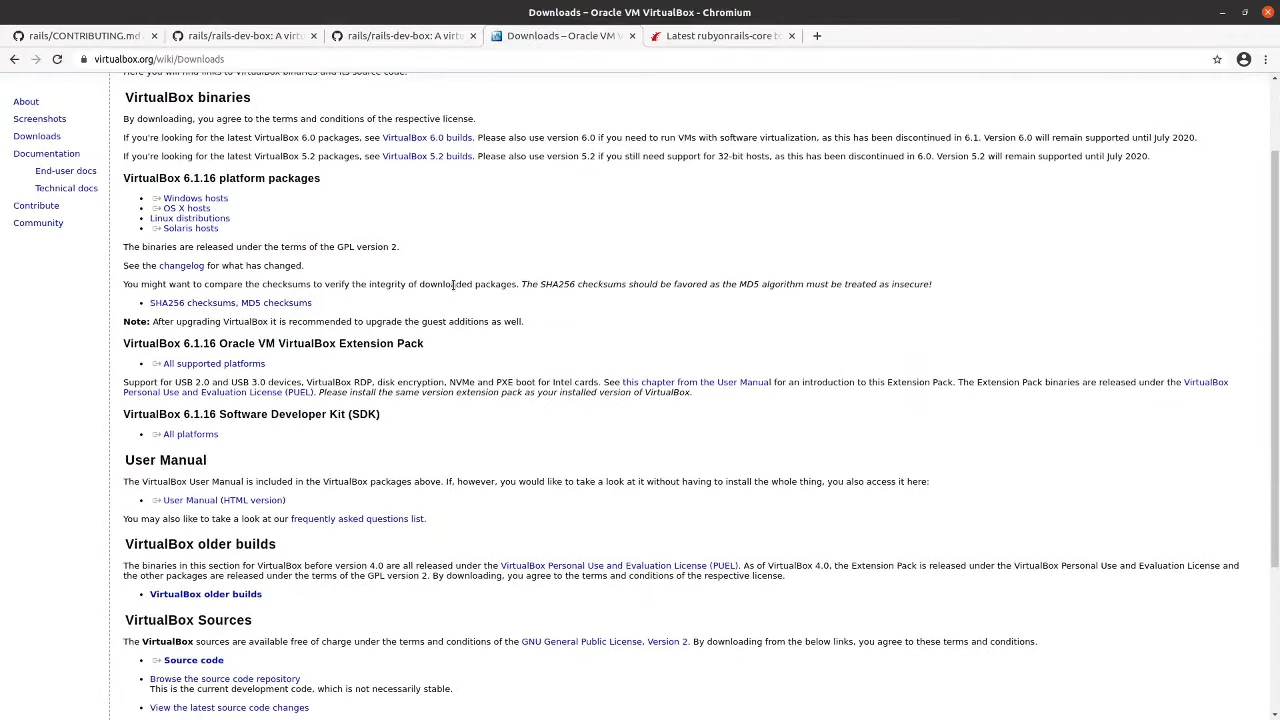 Downloads – Oracle VM VirtualBox - Chromium
rails/CONTRIBUTING.md
rails/rails-dev-box: A virtu
rails/rails-dev-box: A virtu
Downloads – Oracle VM V
Latest rubyonrails-core to
virtualbox.org/wiki/Downloads
Here you will find links to VirtualBox binaries and its source code.
About
Screenshots
Downloads
Documentation
End-user docs
Technical docs
Contribute
Community
VirtualBox binaries
By downloading, you agree to the terms and conditions of the respective license.
If you're looking for the latest VirtualBox 6.0 packages, see VirtualBox 6.0 builds. Please also use version 6.0 if you need to run VMs with software virtualization, as this has been discontinued in 6.1. Version 6.0 will remain supported until July 2020.
If you're looking for the latest VirtualBox 5.2 packages, see VirtualBox 5.2 builds. Please also use version 5.2 if you still need support for 32-bit hosts, as this has been discontinued in 6.0. Version 5.2 will remain supported until July 2020.
VirtualBox 6.1.16 platform packages
Windows hosts
OS X hosts
Linux distributions
Solaris hosts
The binaries are released under the terms of the GPL version 2.
See the changelog for what has changed.
You might want to compare the checksums to verify the integrity of downloaded packages. The SHA256 checksums should be favored as the MD5 algorithm must be treated as insecure!
SHA256 checksums, MD5 checksums
Note: After upgrading VirtualBox it is recommended to upgrade the guest additions as well.
VirtualBox 6.1.16 Oracle VM VirtualBox Extension Pack
All supported platforms
Support for USB 2.0 and USB 3.0 devices, VirtualBox RDP, disk encryption, NVMe and PXE boot for Intel cards. See this chapter from the User Manual for an introduction to this Extension Pack. The Extension Pack binaries are released under the VirtualBox
Personal Use and Evaluation License (PUEL). Please install the same version extension pack as your installed version of VirtualBox.
VirtualBox 6.1.16 Software Developer Kit (SDK)
All platforms
User Manual
The VirtualBox User Manual is included in the VirtualBox packages above. If, however, you would like to take a look at it without having to install the whole thing, you also access it here:
User Manual (HTML version)
You may also like to take a look at our frequently asked questions list.
VirtualBox older builds
The binaries in this section for VirtualBox before version 4.0 are all released under the VirtualBox Personal Use and Evaluation License (PUEL). As of VirtualBox 4.0, the Extension Pack is released under the VirtualBox Personal Use and Evaluation License and
the other packages are released under the terms of the GPL version 2. By downloading, you agree to the terms and conditions of the respective license.
VirtualBox older builds
VirtualBox Sources
The VirtualBox sources are available free of charge under the terms and conditions of the GNU General Public License, Version 2. By downloading from the below links, you agree to these terms and conditions.
Source code
Browse the source code repository
This is the current development code, which is not necessarily stable.
View the latest source code changes